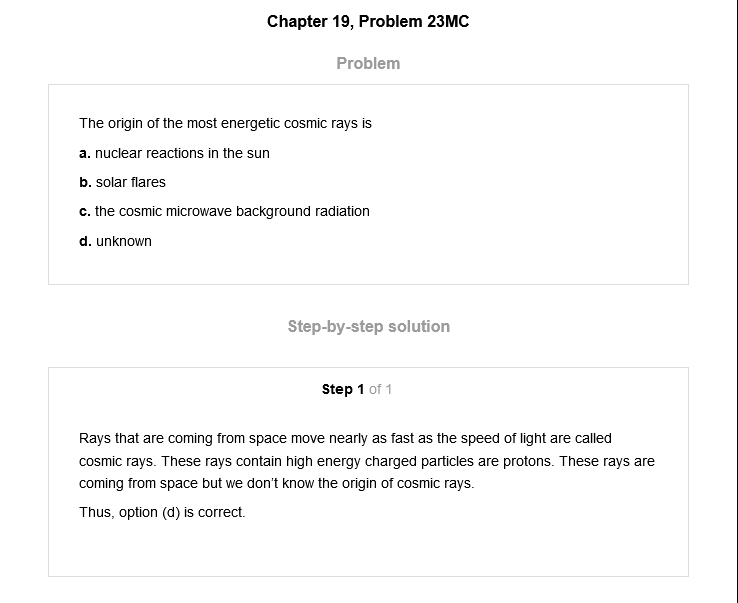 Chapter 19, Problem 23MC
Problem
The origin of the most energetic cosmic rays is
a. nuclear reactions in the sun
b. solar flares
c. the cosmic microwave background radiation
d. unknown
Step-by-step solution
Step 1 of 1
Rays that are coming from space move nearly as fast as the speed of light are called
cosmic rays. These rays contain high energy charged particles are protons. These rays are
coming from space but we don’t know the origin of cosmic rays.
Thus, option (d) is correct.